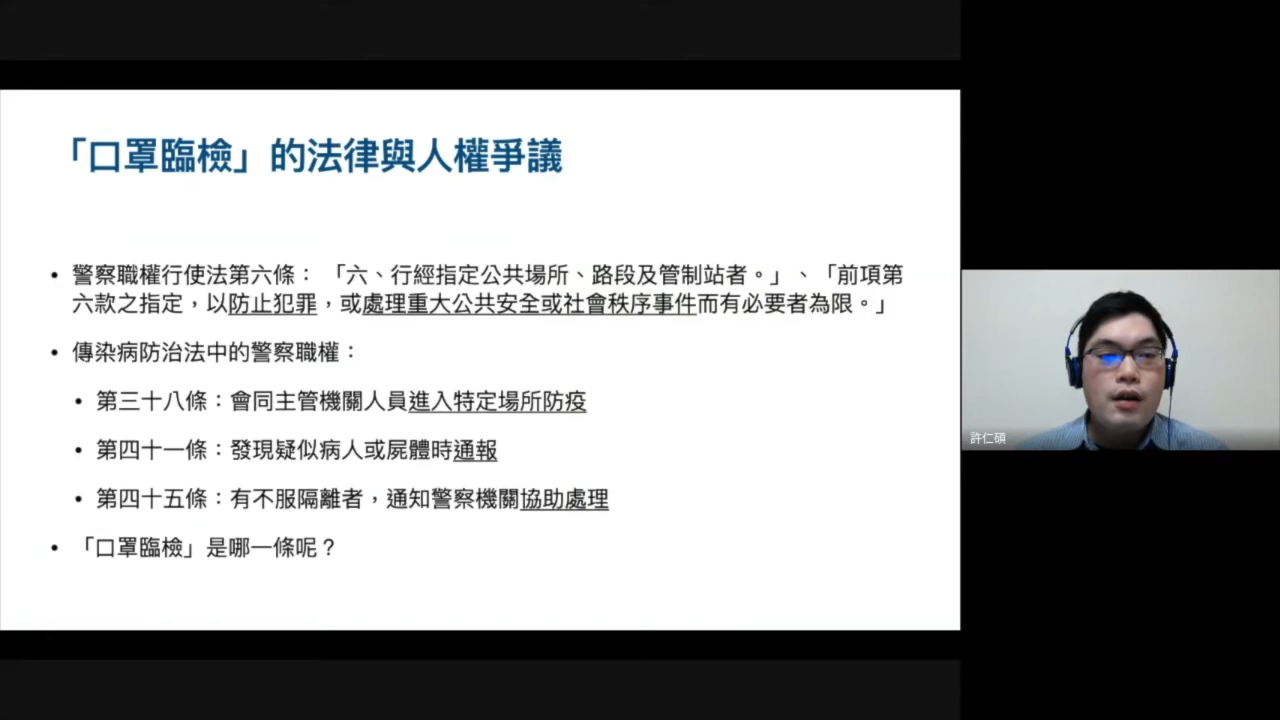 「口罩臨檢」的法律與人權爭議
• 警察職權行使法第六條：「六、行經指定公共場所、路段及管制站者。」、「前項第
六款之指定，以防止犯罪，或處理重大公共安全或社會秩序事件而有必要者為限。」
• 傳染病防治法中的警察職權：
• 第三十八條：會同主管機關人員進入特定場所防疫
• 第四十一條：發現疑似病人或屍體時通報
• 第四十五條：有不服隔離者，通知警察機關協助處理
• 「口罩臨檢」是哪一條呢？
許仁碩